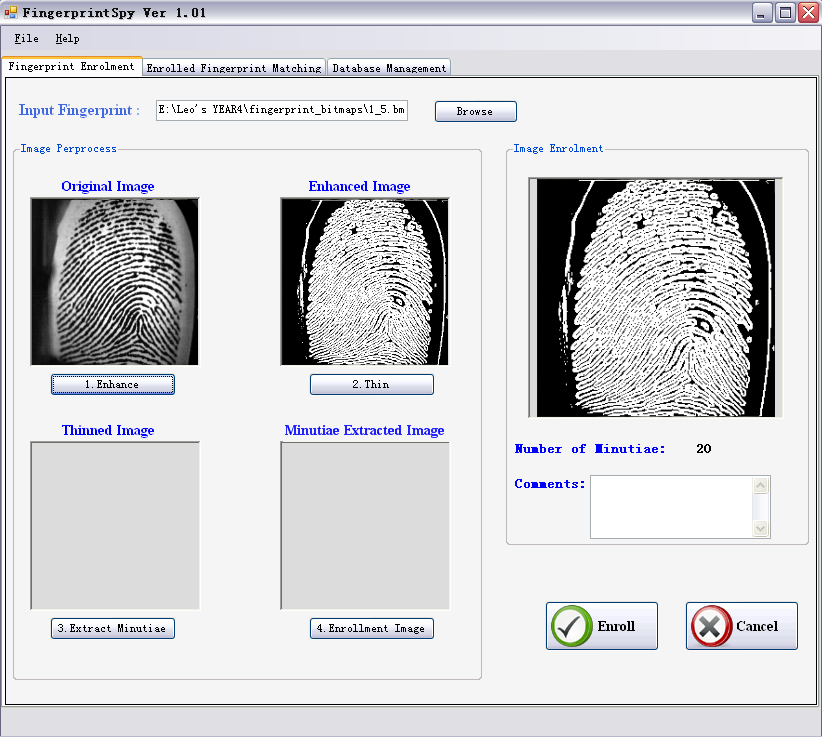 FingerprintSpy Ver 1.01
File Help
Fingerprint Enrolment Enrolled Fingerprint Matching Database Management
Input Fingerprint : E:\Leo's YEAR4\fingerprint_bitmaps\1_5.bm Browse
Image Perprocess
Original Image Enhanced Image
1.Enhance 2.Thin
Thinned Image Minutiae Extracted Image
3.Extract Minutiae 4.Enrollment Image
Image Enrolment
Number of Minutiae: 20
Comments:
Enroll Cancel